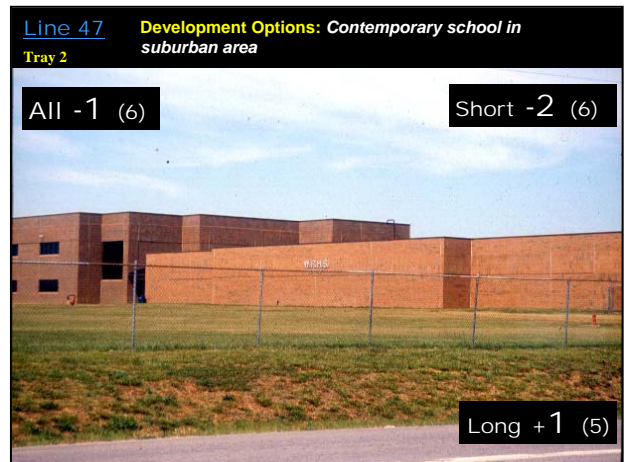 Line 47
Development Options: Contemporary school in
suburban area
Tray 2
All -1 (6)
Short -2 (6)
Long +1 (5)